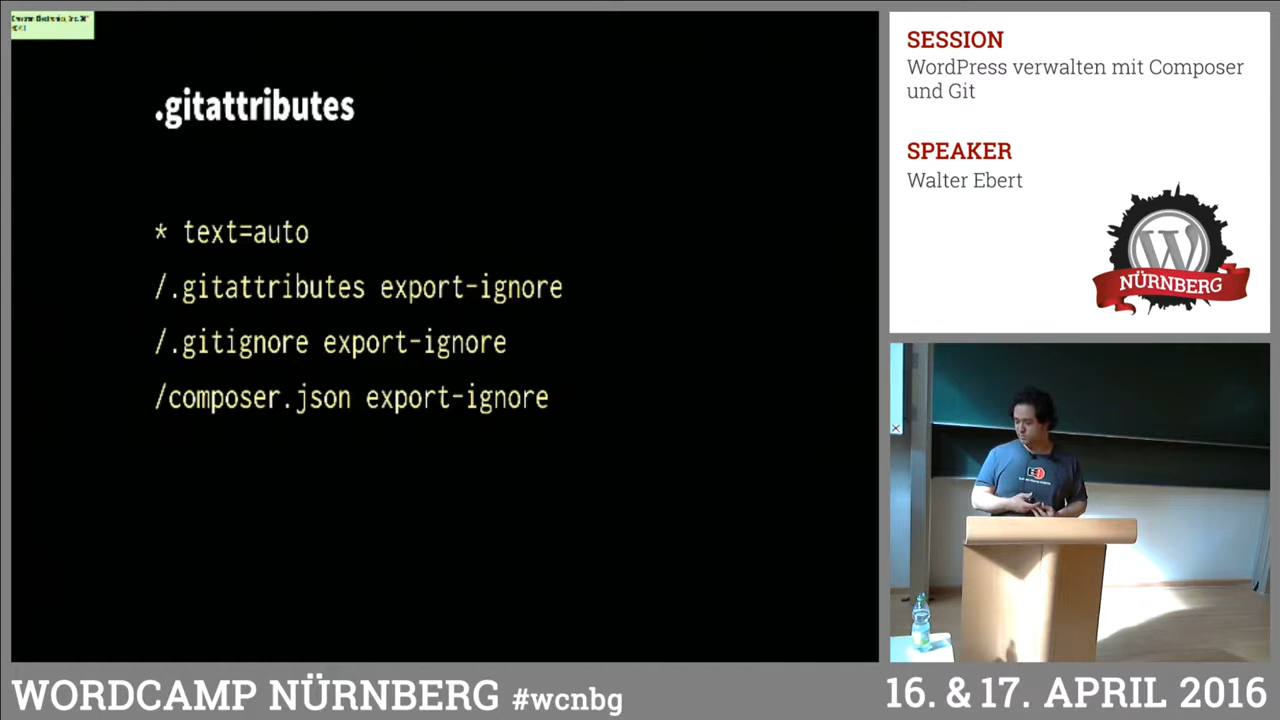 .gitattributes
* text=auto
/.gitattributes export-ignore
/.gitignore export-ignore
/composer.json export-ignore
SESSION
WordPress verwalten mit Composer
und Git
SPEAKER
Walter Ebert
W
NÜRNBERG
WORDCAMP NÜRNBERG #wcnbg
16. & 17. APRIL 2016